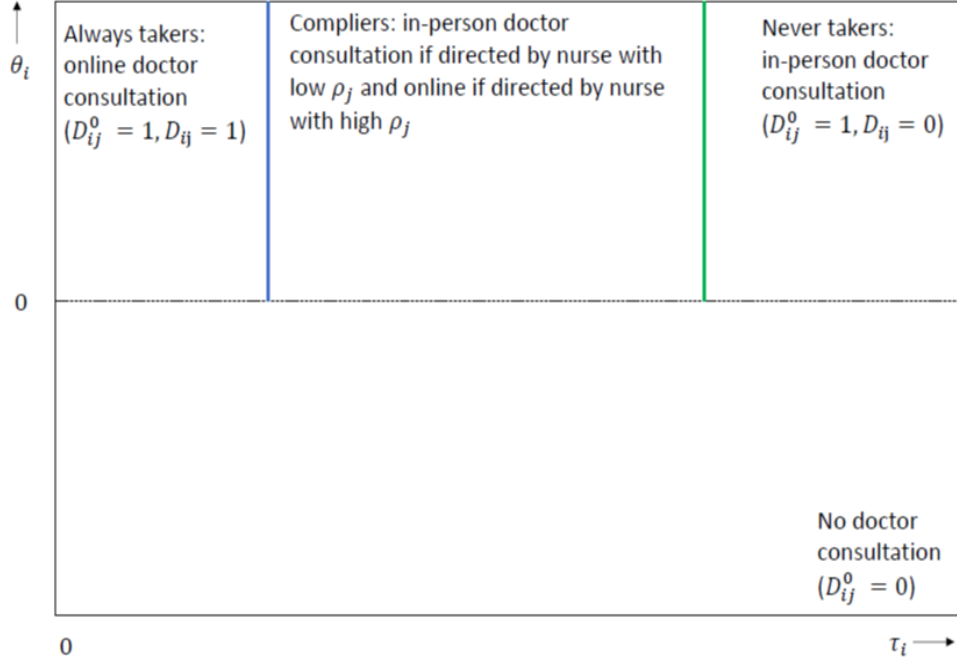 θᵢ
Always takers:
online doctor
consultation
(D⁰ᵢⱼ = 1, Dᵢⱼ = 1)
Compliers: in-person doctor
consultation if directed by nurse with
low ρⱼ and online if directed by nurse
with high ρⱼ
Never takers:
in-person doctor
consultation
(D⁰ᵢⱼ = 1, Dᵢⱼ = 0)
0
No doctor
consultation
(D⁰ᵢⱼ = 0)
0
τᵢ